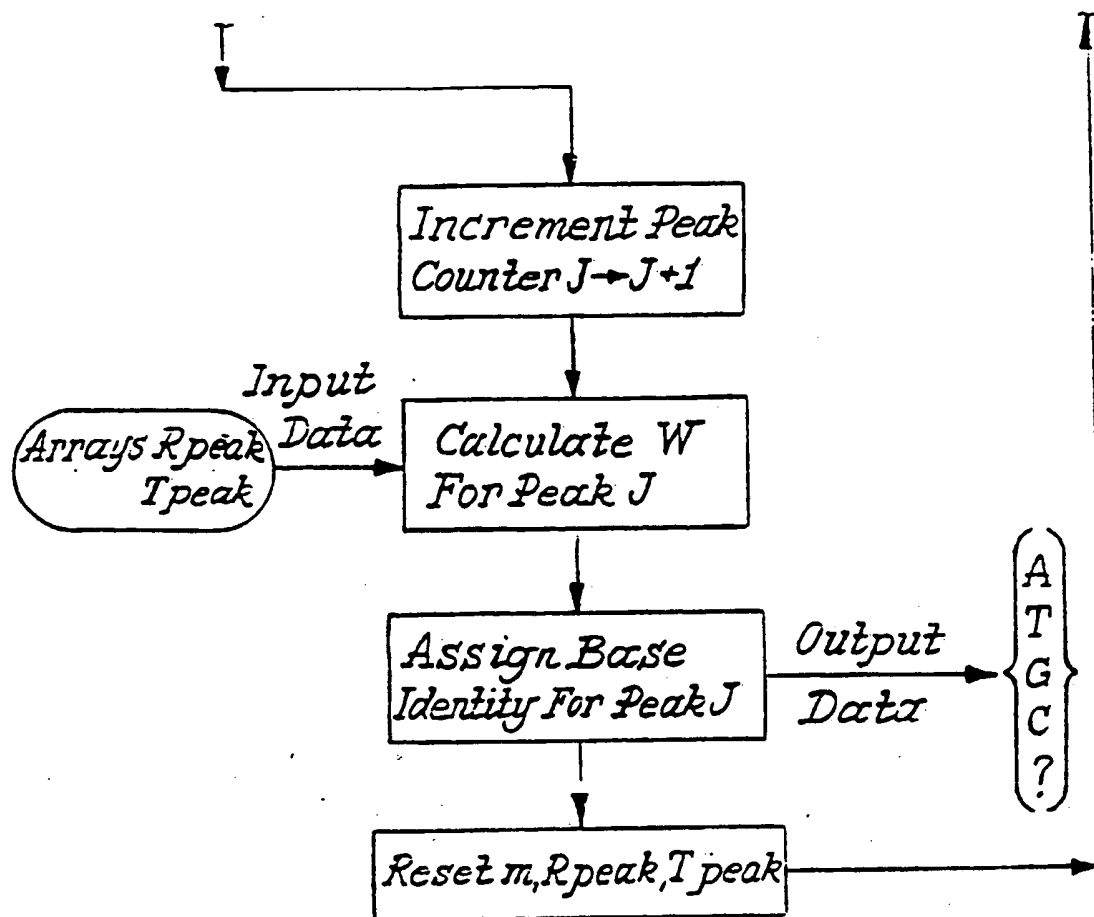 Increment Peak
Counter J→J+1
Input
Data
Arrays Rpeak
Tpeak
Calculate W
For Peak J
Assign Base
Identity For Peak J
Output
Data
A
T
G
C
?
Reset m, Rpeak, Tpeak